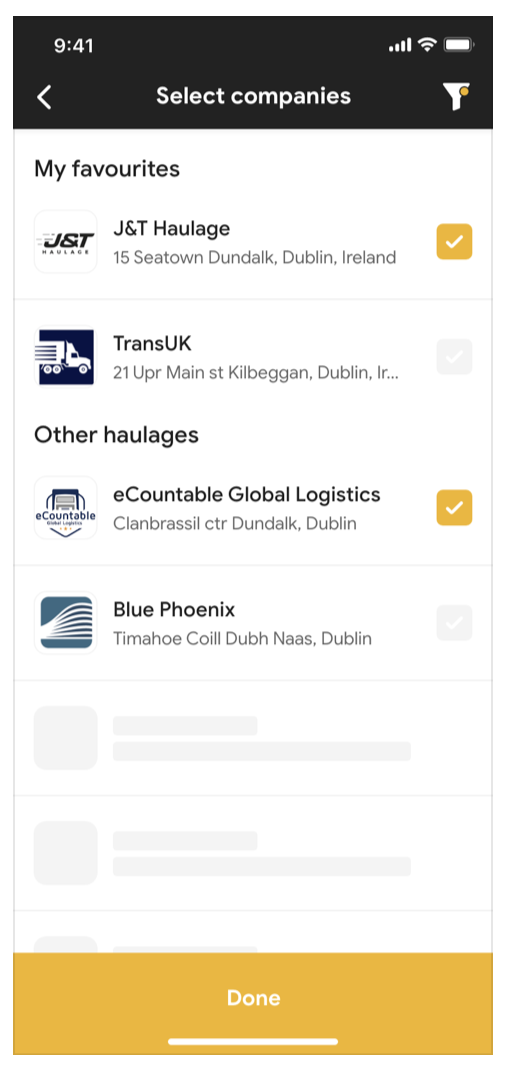 9:41
Select companies
My favourites
J&T
HAULAGE
J&T Haulage
15 Seatown Dundalk, Dublin, Ireland
TransUK
21 Upr Main st Kilbeggan, Dublin, Ir...
Other haulages
eCountable
Global Logistics
eCountable Global Logistics
Clanbrassil ctr Dundalk, Dublin
Blue Phoenix
Timahoe Coill Dubh Naas, Dublin
Done